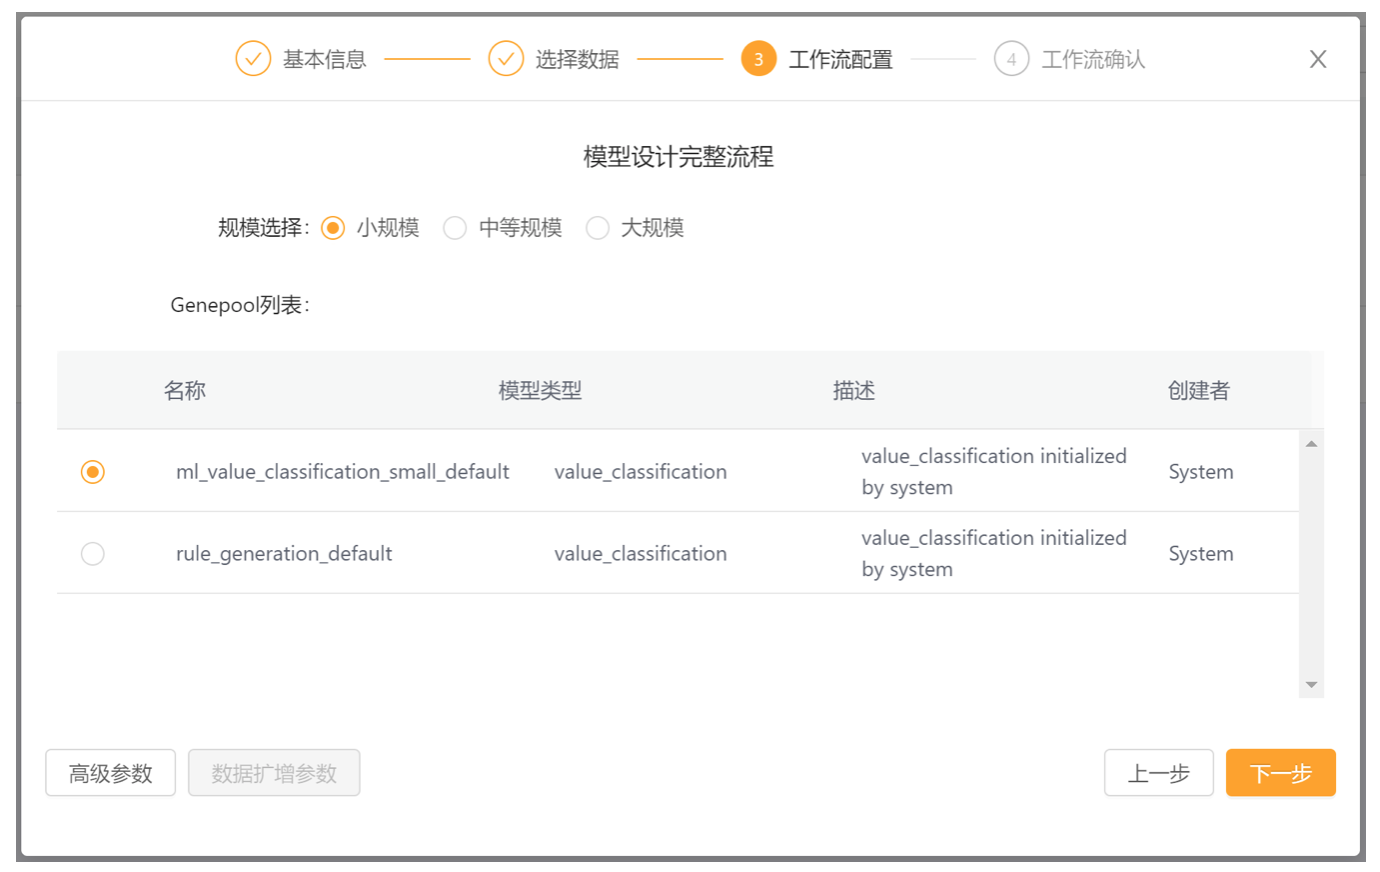 基本信息 选择数据 3 工作流配置 4 工作流确认 X
模型设计完整流程
规模选择: 小规模 中等规模 大规模
Genepool列表:
名称 模型类型 描述 创建者
ml_value_classification_small_default value_classification value_classification initialized by system System
rule_generation_default value_classification value_classification initialized by system System
高级参数 数据扩增参数 上一步 下一步